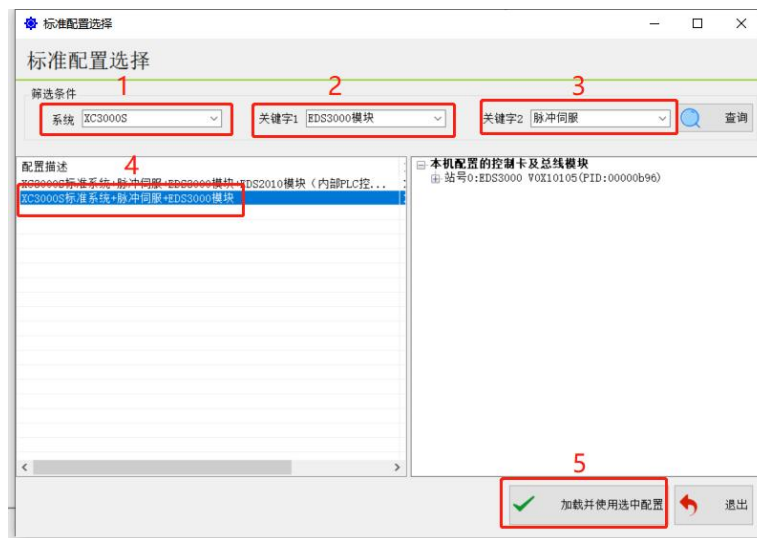 标准配置选择
标准配置选择
1 2 3
筛选条件
系统 XC3000S 关键字1 EDS3000模块 关键字2 脉冲伺服 查询
4
配置描述
XC3000S标准系统+脉冲伺服+EDS3000模块+EDS2010模块（内部PLC控...
XC3000S标准系统+脉冲伺服+EDS3000模块
本机配置的控制卡及总线模块
站号0:EDS3000 V0X10105(PID:00000b96)
5
加载并使用选中配置 退出